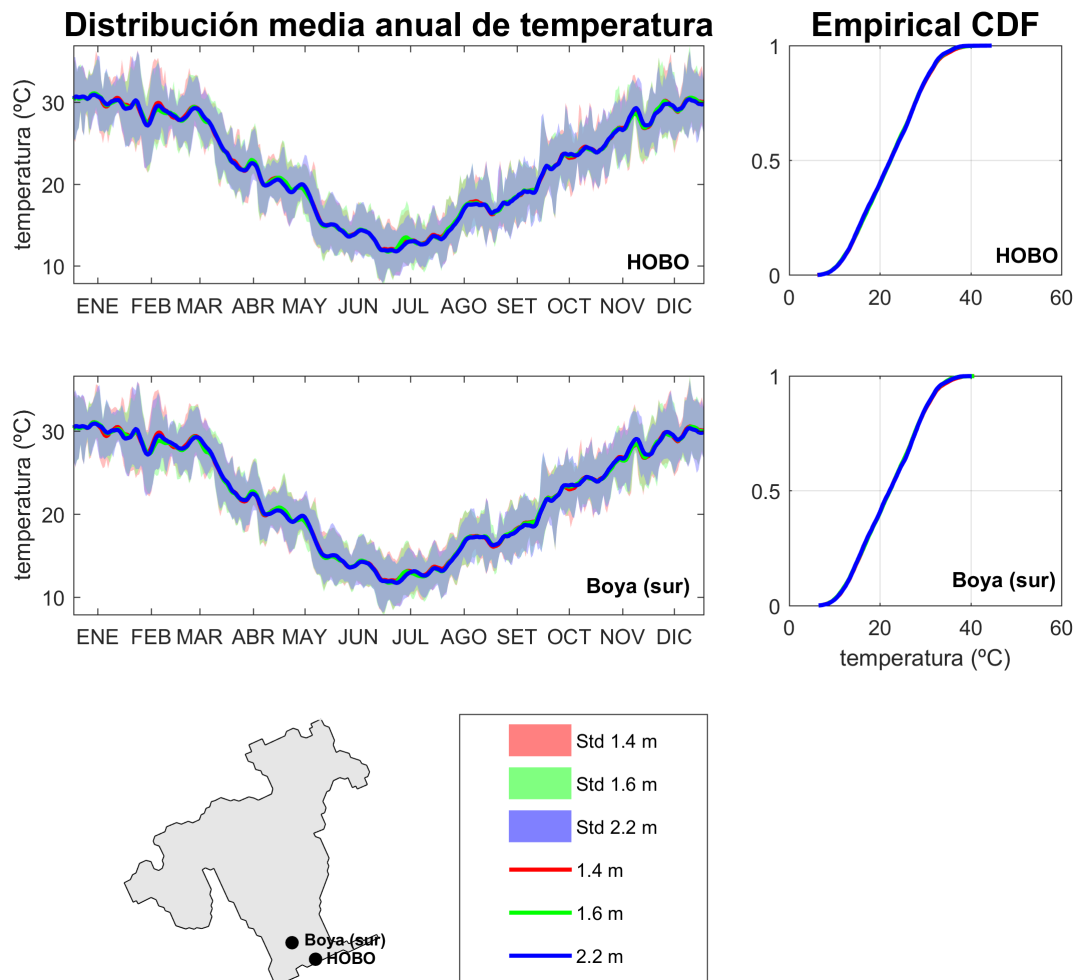 Distribución media anual de temperatura
Empirical CDF
temperatura (ºC)
30
20
10
HOBO
ENE FEB MAR ABR MAY JUN JUL AGO SET OCT NOV DIC
1
0.5
0
HOBO
0 20 40 60
temperatura (ºC)
30
20
10
Boya (sur)
ENE FEB MAR ABR MAY JUN JUL AGO SET OCT NOV DIC
1
0.5
0
Boya (sur)
0 20 40 60
temperatura (ºC)
Boya (sur)
HOBO
Std 1.4 m
Std 1.6 m
Std 2.2 m
1.4 m
1.6 m
2.2 m